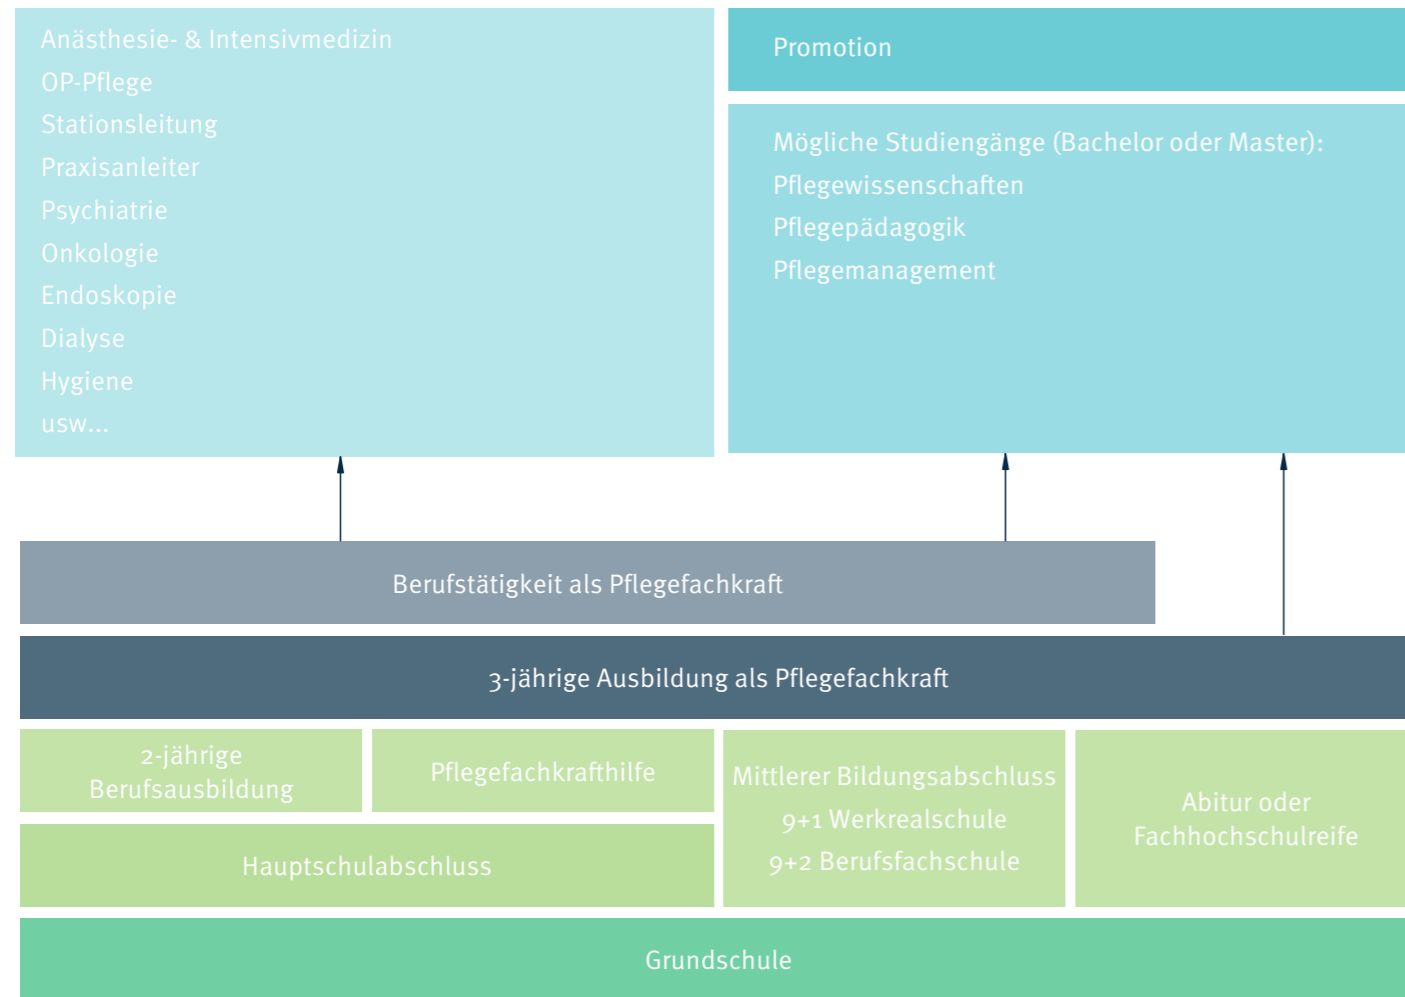 Anästhesie- & Intensivmedizin
OP-Pflege
Stationsleitung
Praxisanleiter
Psychiatrie
Onkologie
Endoskopie
Dialyse
Hygiene
usw...
Promotion
Mögliche Studiengänge (Bachelor oder Master):
Pflegewissenschaften
Pflegepädagogik
Pflegemanagement
Berufstätigkeit als Pflegefachkraft
3-jährige Ausbildung als Pflegefachkraft
2-jährige
Berufsausbildung
Pflegefachkrafthilfe
Hauptschulabschluss
Mittlerer Bildungsabschluss
9+1 Werkrealschule
9+2 Berufsfachschule
Abitur oder
Fachhochschulreife
Grundschule